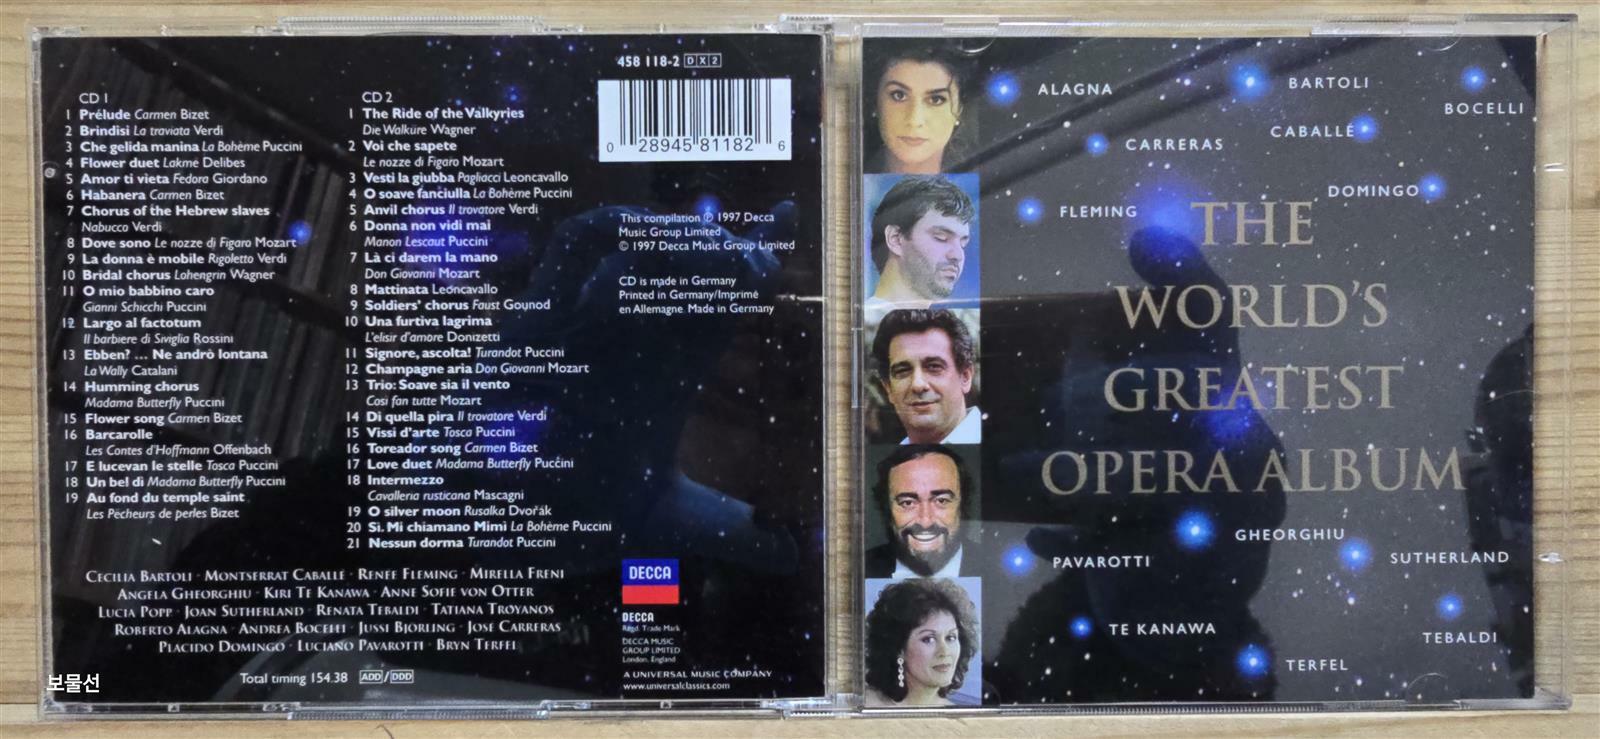 458 118-2 DX2
0 28945 81182 6
CD 1
1 Prélude Carmen Bizet
2 Brindisi La traviata Verdi
3 Che gelida manina La Bohème Puccini
4 Flower duet Lakmé Delibes
5 Amor ti vieta Fedora Giordano
6 Habanera Carmen Bizet
7 Chorus of the Hebrew slaves
Nabucco Verdi
8 Dove sono Le nozze di Figaro Mozart
9 La donna è mobile Rigoletto Verdi
10 Bridal chorus Lohengrin Wagner
11 O mio babbino caro
Gianni Schicchi Puccini
12 Largo al factotum
Il barbiere di Siviglia Rossini
13 Ebben? ... Ne andrò lontana
La Wally Catalani
14 Humming chorus
Madama Butterfly Puccini
15 Flower song Carmen Bizet
16 Barcarolle
Les Contes d'Hoffmann Offenbach
17 E lucevan le stelle Tosca Puccini
18 Un bel di Madama Butterfly Puccini
19 Au fond du temple saint
Les Pêcheurs de perles Bizet
CD 2
1 The Ride of the Valkyries
Die Walküre Wagner
2 Voi che sapete
Le nozze di Figaro Mozart
3 Vesti la giubba Pagliacci Leoncavallo
4 O soave fanciulla La Bohème Puccini
5 Anvil chorus Il trovatore Verdi
6 Donna non vidi mai
Manon Lescaut Puccini
7 Là ci darem la mano
Don Giovanni Mozart
8 Mattinata Leoncavallo
9 Soldiers' chorus Faust Gounod
10 Una furtiva lagrima
L'elisir d'amore Donizetti
11 Signore, ascolta! Turandot Puccini
12 Champagne aria Don Giovanni Mozart
13 Trio: Soave sia il vento
Così fan tutte Mozart
14 Di quella pira Il trovatore Verdi
15 Vissi d'arte Tosca Puccini
16 Toreador song Carmen Bizet
17 Love duet Madama Butterfly Puccini
18 Intermezzo
Cavalleria rusticana Mascagni
19 O silver moon Rusalka Dvořák
20 Sì. Mi chiamano Mimì La Bohème Puccini
21 Nessun dorma Turandot Puccini
This compilation ℗ 1997 Decca
Music Group Limited
© 1997 Decca Music Group Limited
CD is made in Germany
Printed in Germany/Imprimé
en Allemagne. Made in Germany
CECILIA BARTOLI · MONTSERRAT CABALLÉ · RENÉE FLEMING · MIRELLA FRENI
ANGELA GHEORGHIU · KIRI TE KANAWA · ANNE SOFIE VON OTTER
LUCIA POPP · JOAN SUTHERLAND · RENATA TEBALDI · TATIANA TROYANOS
ROBERTO ALAGNA · ANDREA BOCELLI · JUSSI BJÖRLING · JOSÉ CARRERAS
PLACIDO DOMINGO · LUCIANO PAVAROTTI · BRYN TERFEL
Total timing 154.38 ADD/DDD
DECCA
DECCA
Regd. Trade Mark
DECCA MUSIC
GROUP LIMITED
London, England
A UNIVERSAL MUSIC COMPANY
www.universalclassics.com
보물선
ALAGNA
BARTOLI
BOCELLI
CARRERAS
CABALLÉ
FLEMING
DOMINGO
THE
WORLD'S
GREATEST
OPERA ALBUM
GHEORGHIU
PAVAROTTI
SUTHERLAND
TE KANAWA
TEBALDI
TERFEL